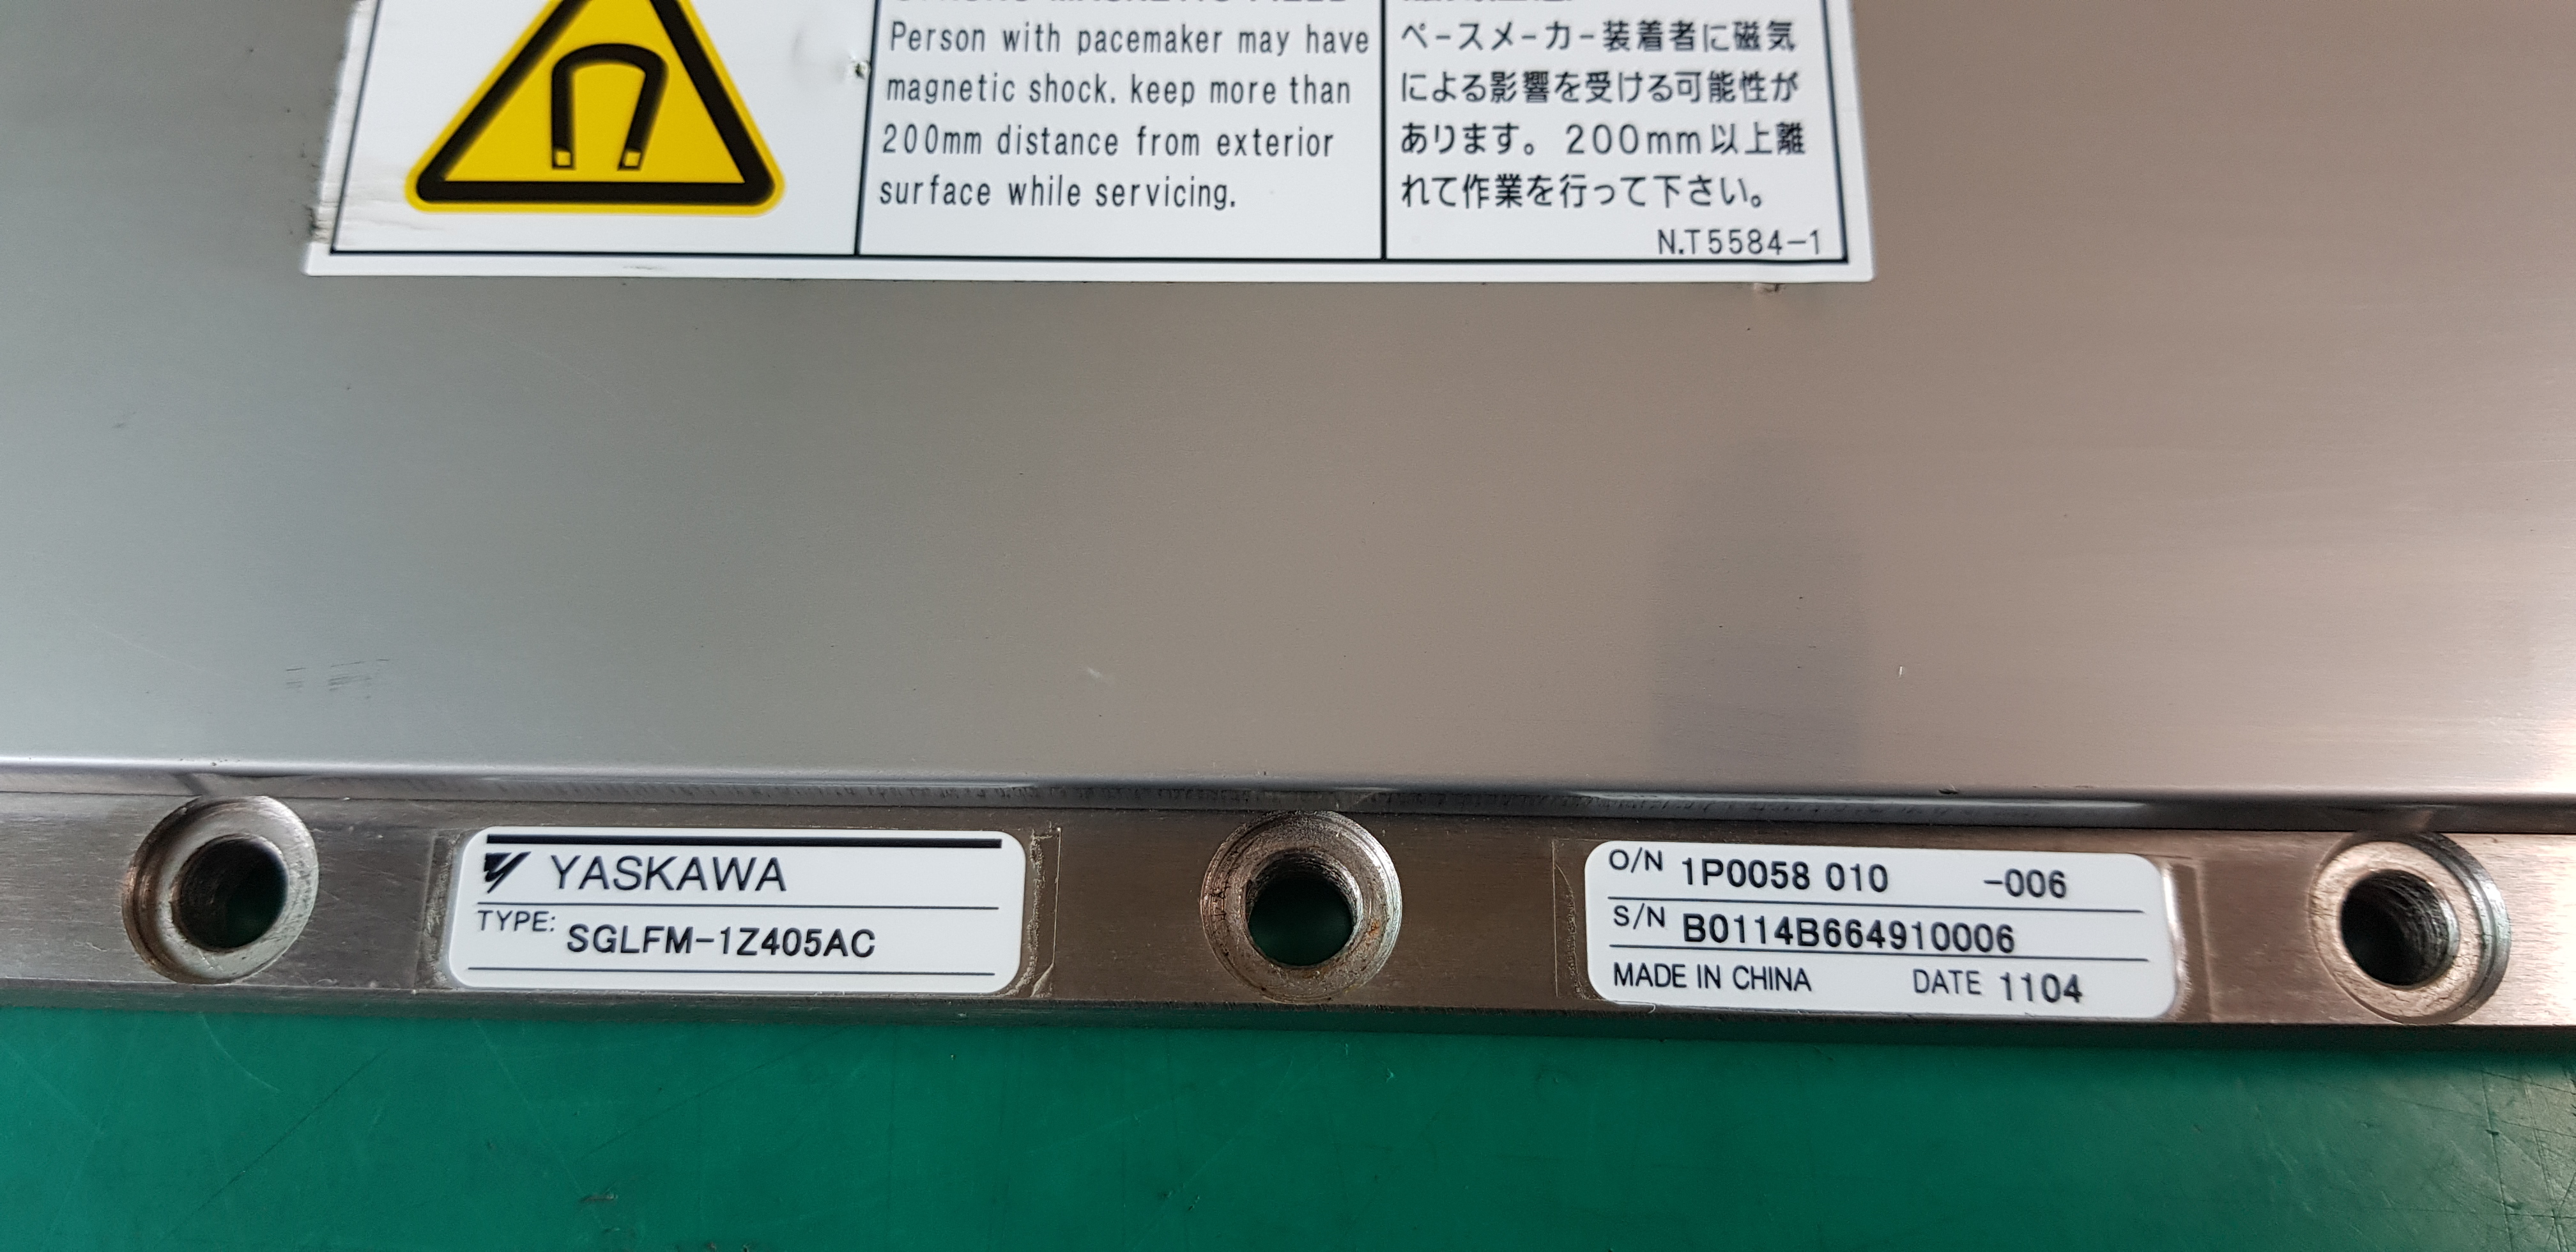 STRONG MAGNETIC FIELD
Person with pacemaker may have
magnetic shock. keep more than
200mm distance from exterior
surface while servicing.
ペースメーカー装着者に磁気
による影響を受ける可能性が
あります。200mm以上離
れて作業を行って下さい。
N.T5584-1
YASKAWA
TYPE: SGLFM-1Z405AC
O/N 1P0058 010 -006
S/N B0114B664910006
MADE IN CHINA DATE 1104